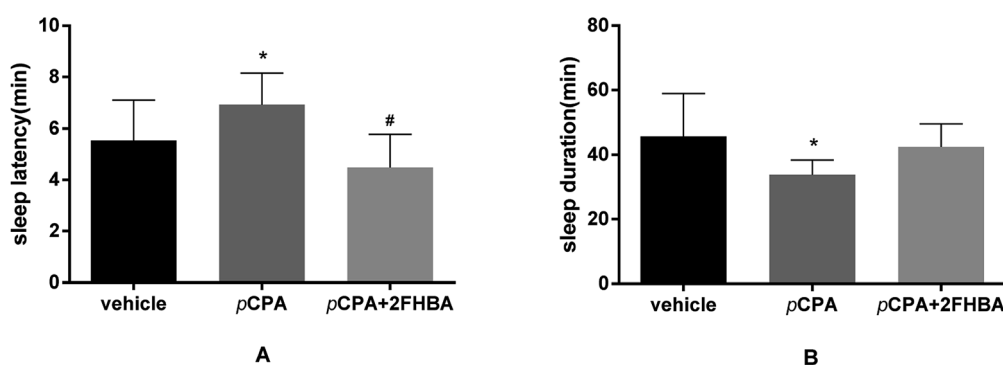 10
8
6
4
2
0
sleep latency(min)
*
#
vehicle
pCPA
pCPA+2FHBA
A
80
60
40
20
0
sleep duration(min)
*
vehicle
pCPA
pCPA+2FHBA
B